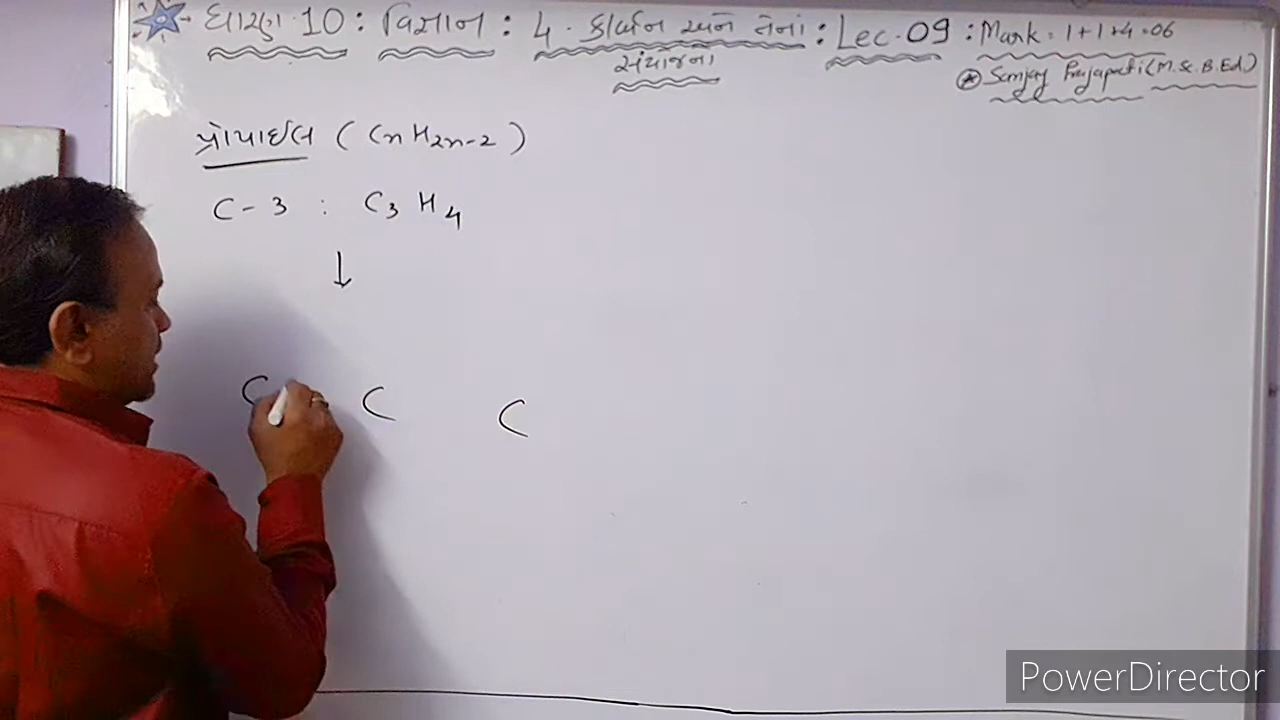 ધોરણ-10 : વિજ્ઞાન : 4. કાર્બન અને તેનાં : Lec-09 : Mark = 1+1+4=06
સંયોજનો
Sanjay Prajapati (M.Sc. B.Ed)
પ્રોપાઈન (CnH2n-2)
C-3 : C3H4
↓
C C C
PowerDirector